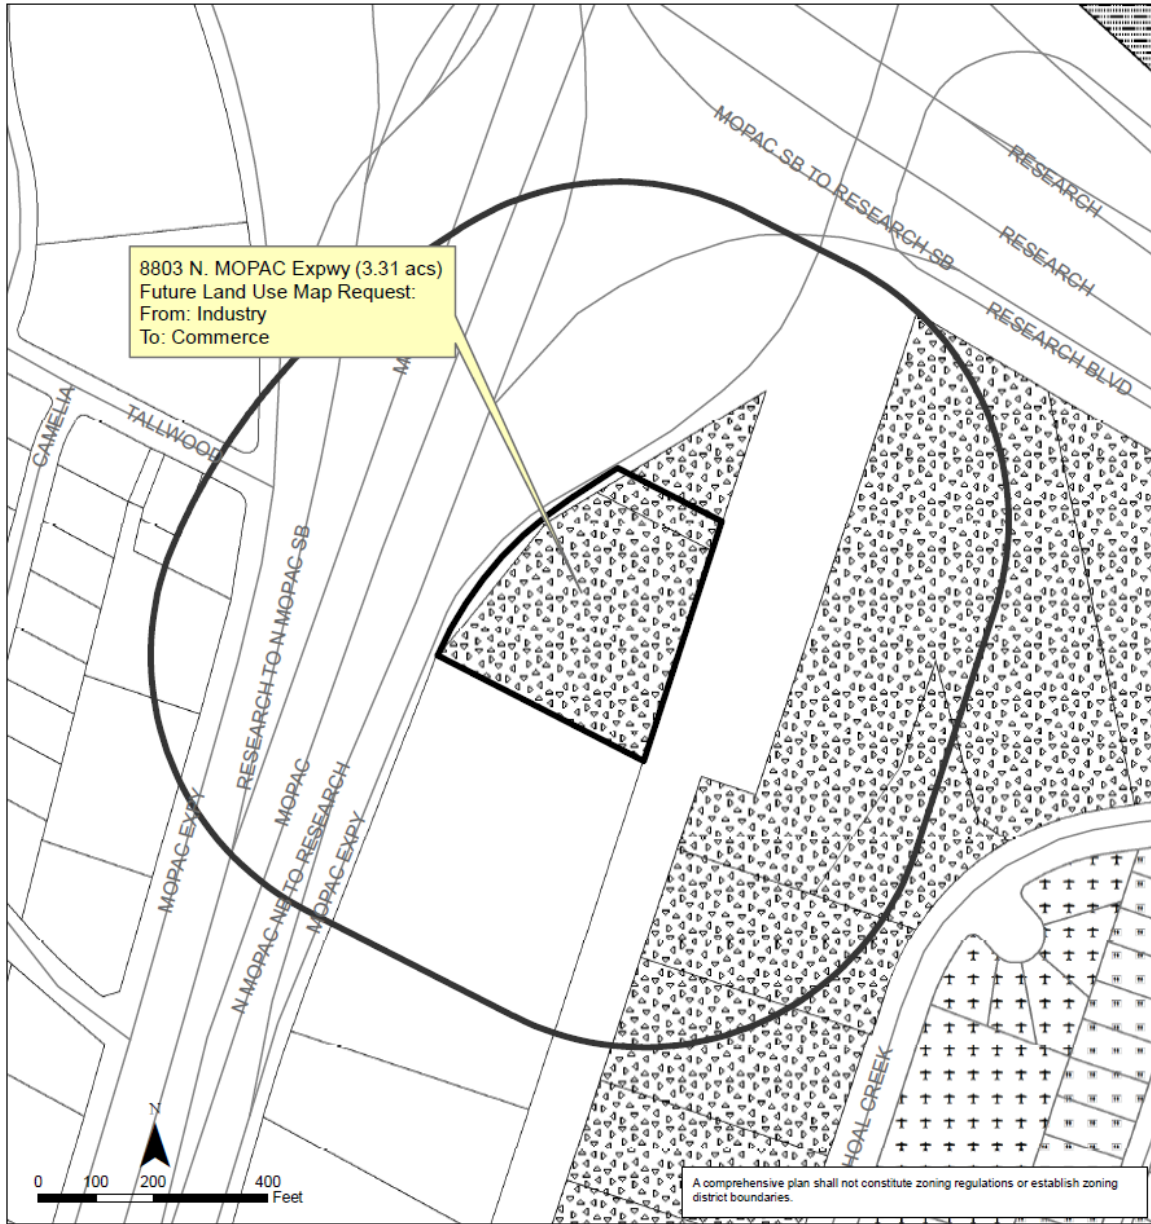 RESEARCH
MOPAC SB TO RESEARCH SB
RESEARCH
RESEARCH BLVD
8803 N. MOPAC Expwy (3.31 acs)
Future Land Use Map Request:
From: Industry
To: Commerce
CAMELIA
TALLWOOD
RESEARCH TO N MOPAC SB
MOPAC
N MOPAC NB TO RESEARCH
MOPAC EXPY
MOPAC EXPY
HOAL CREEK
N
0 100 200 400
Feet
A comprehensive plan shall not constitute zoning regulations or establish zoning
district boundaries.